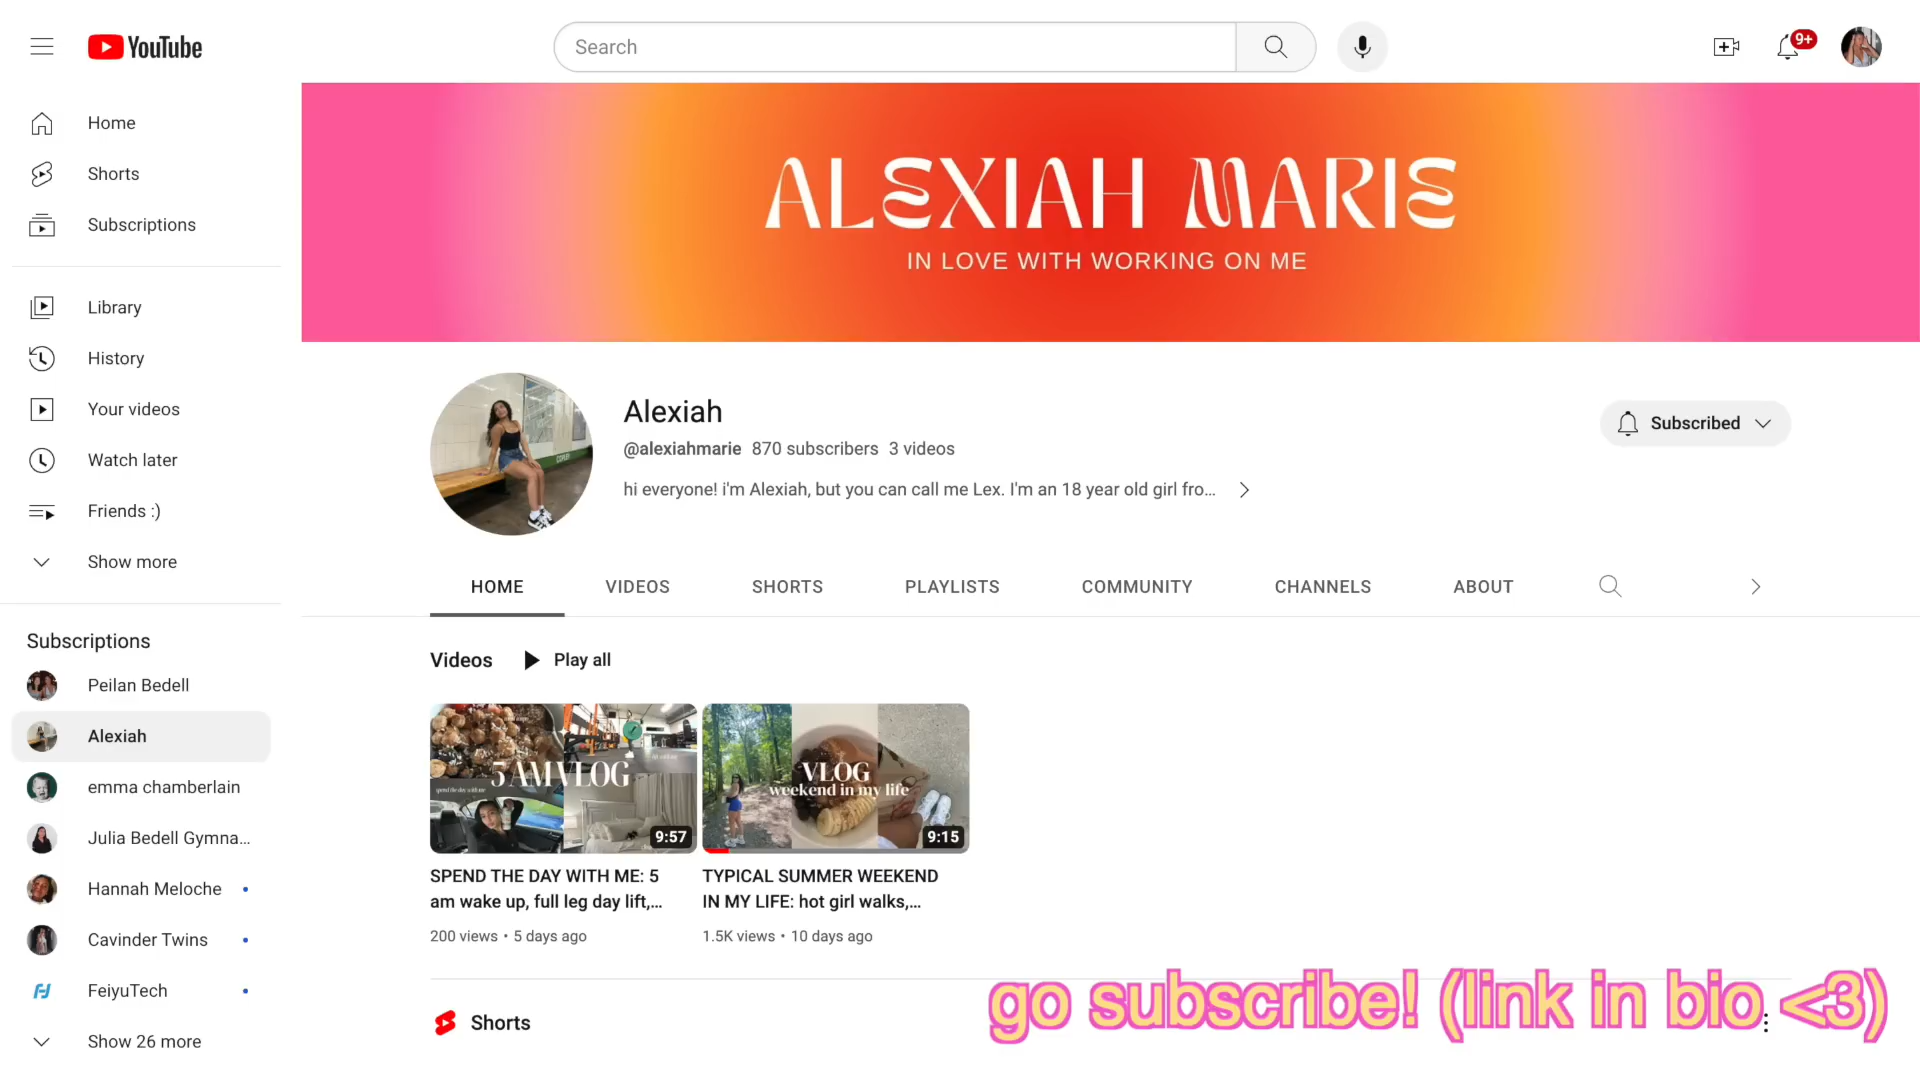 YouTube
Search
9+
Home
Shorts
Subscriptions
Library
History
Your videos
Watch later
Friends :)
Show more
Subscriptions
Peilan Bedell
Alexiah
emma chamberlain
Julia Bedell Gymna...
Hannah Meloche
Cavinder Twins
FeiyuTech
Show 26 more
ALEXIAH MARIE
IN LOVE WITH WORKING ON ME
Alexiah
@alexiahmarie 870 subscribers 3 videos
hi everyone! i'm Alexiah, but you can call me Lex. I'm an 18 year old girl fro...
Subscribed
HOME VIDEOS SHORTS PLAYLISTS COMMUNITY CHANNELS ABOUT
Videos Play all
5 AM VLOG
spend the day with me
9:57
VLOG
weekend in my life
9:15
SPEND THE DAY WITH ME: 5
am wake up, full leg day lift,...
200 views • 5 days ago
TYPICAL SUMMER WEEKEND
IN MY LIFE: hot girl walks,...
1.5K views • 10 days ago
Shorts
go subscribe! (link in bio <3)